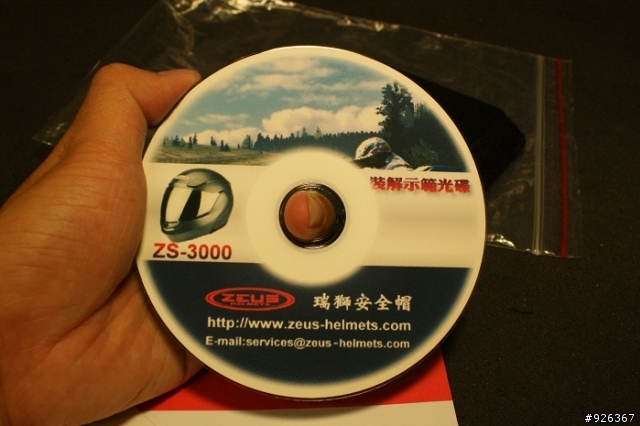 裝解示範光碟
ZS-3000
ZEUS
HELMETS
瑞獅安全帽
http://www.zeus-helmets.com
E-mail:services@zeus-helmets.com
#926367